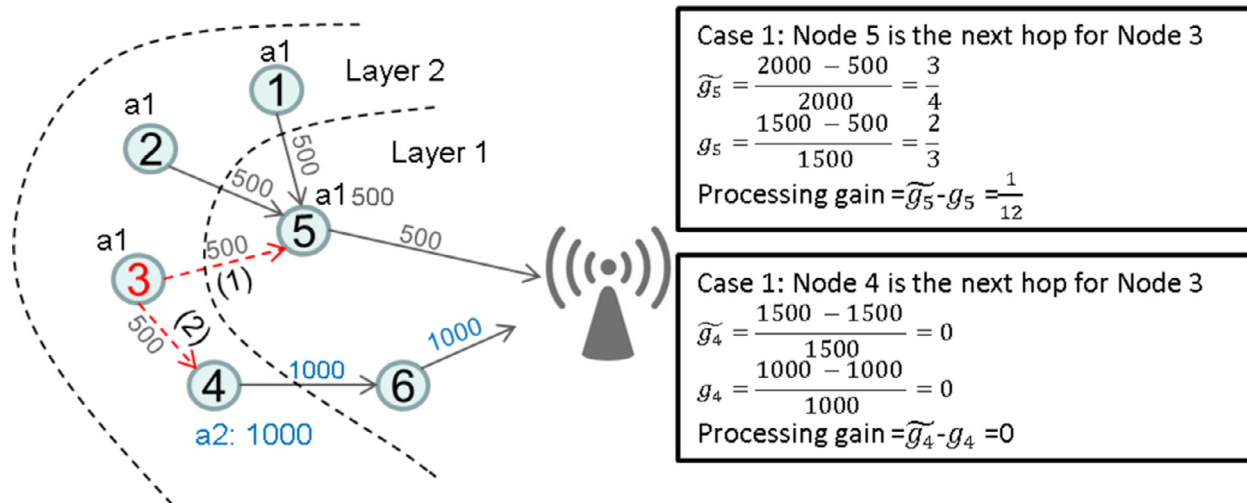 a1
1
Layer 2
a1
2
500
Layer 1
500
a1 500
5
500
a1
3
500
(1)
(2)
500
4
1000
6
1000
a2: 1000
Case 1: Node 5 is the next hop for Node 3
g̃₅ = (2000 − 500)/2000 = 3/4
g₅ = (1500 − 500)/1500 = 2/3
Processing gain =g̃₅-g₅ =1/12
Case 1: Node 4 is the next hop for Node 3
g̃₄ = (1500 − 1500)/1500 = 0
g₄ = (1000 − 1000)/1000 = 0
Processing gain =g̃₄-g₄ =0